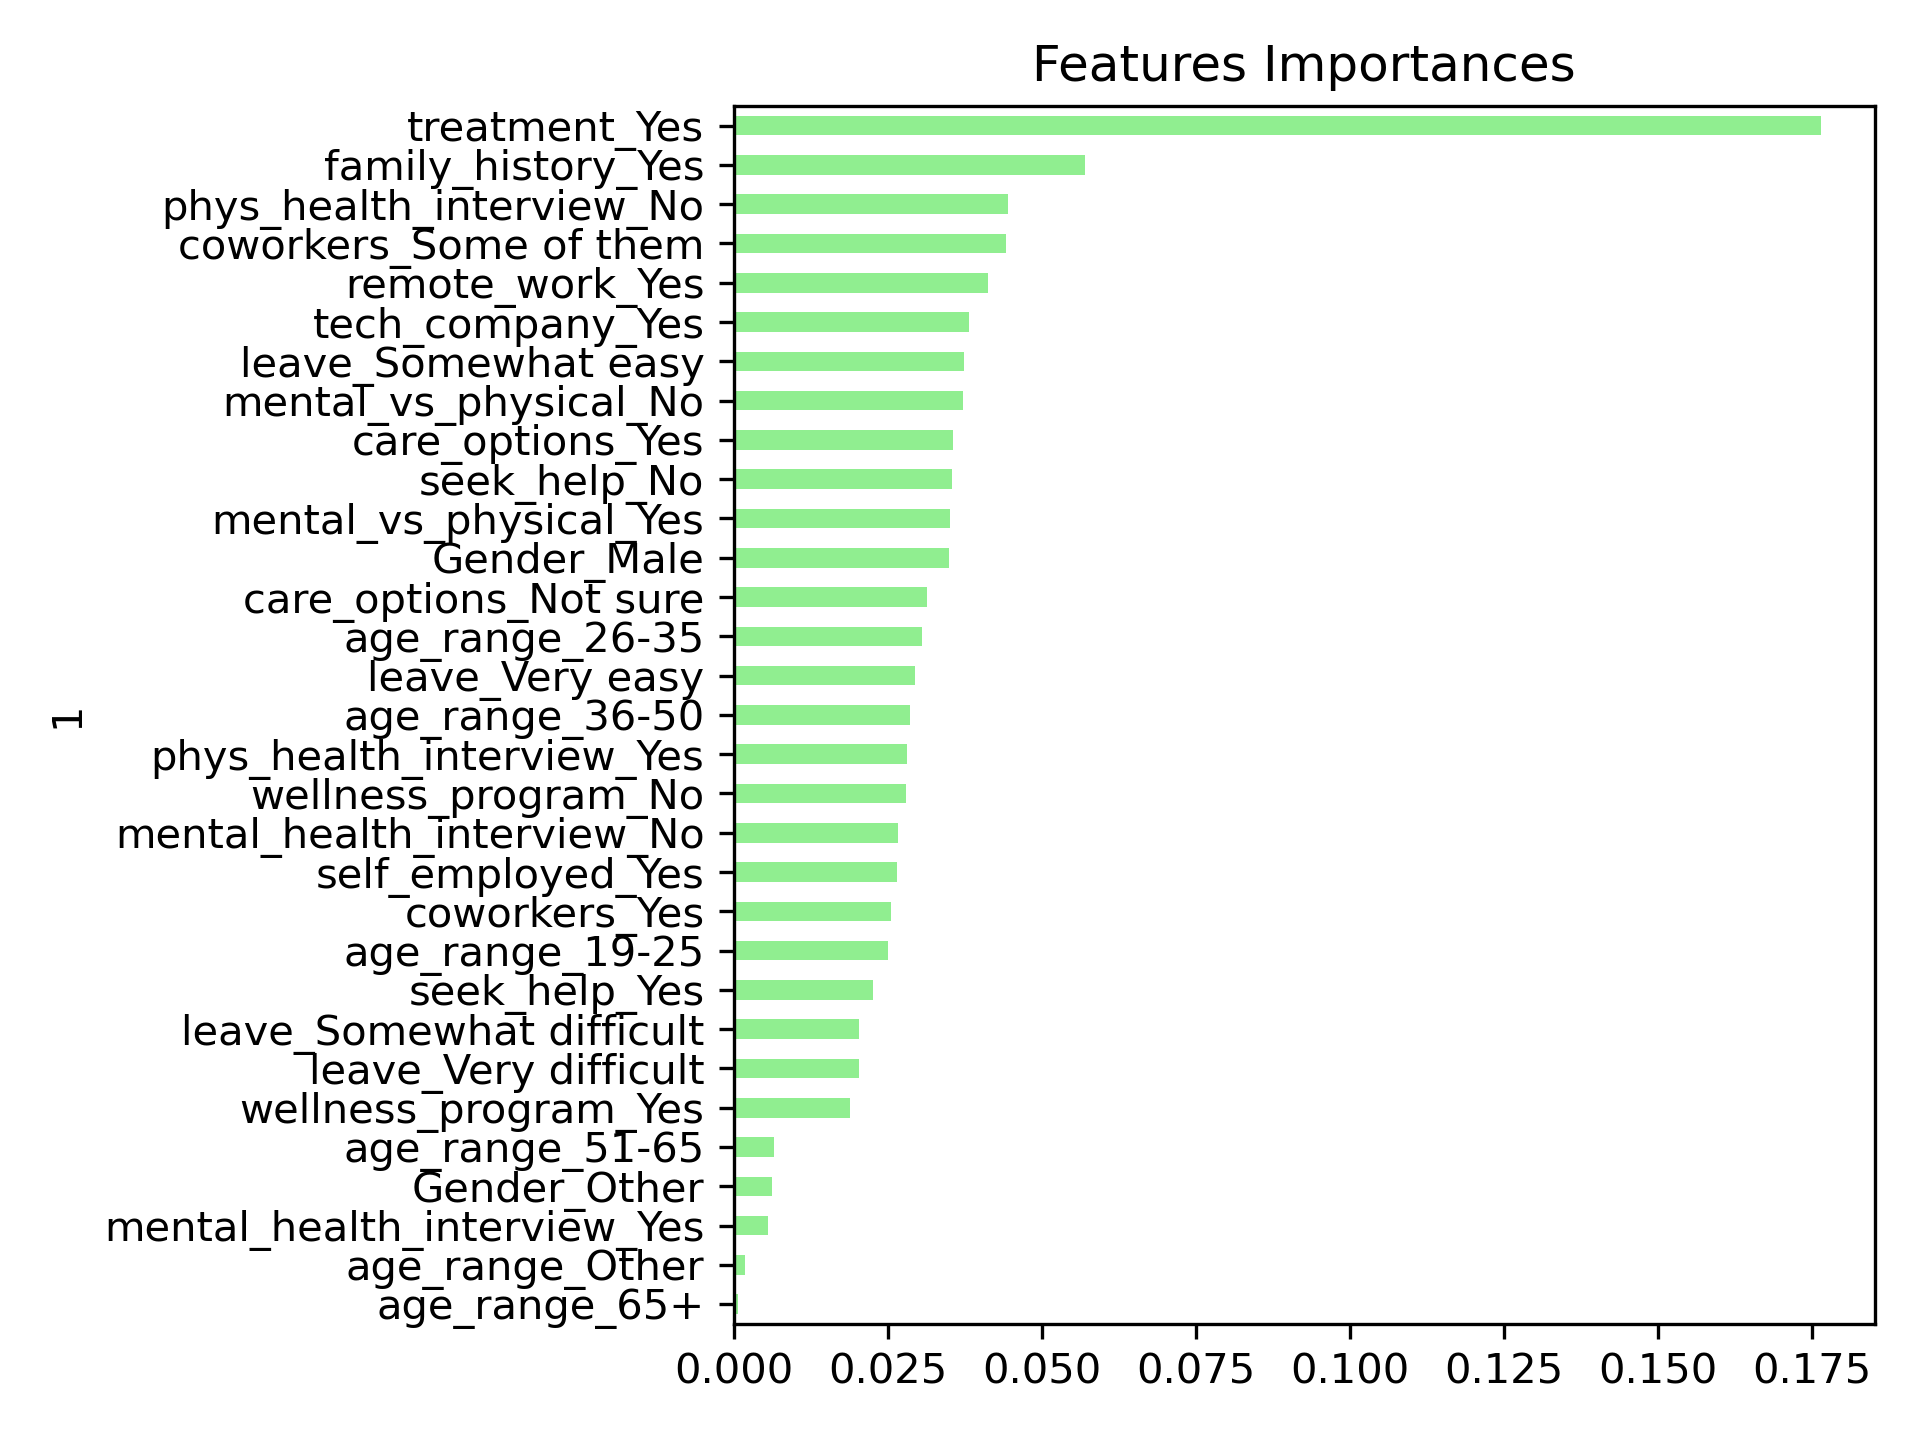 Features Importances
treatment_Yes
family_history_Yes
phys_health_interview_No
coworkers_Some of them
remote_work_Yes
tech_company_Yes
leave_Somewhat easy
mental_vs_physical_No
care_options_Yes
seek_help_No
mental_vs_physical_Yes
Gender_Male
care_options_Not sure
age_range_26-35
leave_Very easy
age_range_36-50
1
phys_health_interview_Yes
wellness_program_No
mental_health_interview_No
self_employed_Yes
coworkers_Yes
age_range_19-25
seek_help_Yes
leave_Somewhat difficult
leave_Very difficult
wellness_program_Yes
age_range_51-65
Gender_Other
mental_health_interview_Yes
age_range_Other
age_range_65+
0.000 0.025 0.050 0.075 0.100 0.125 0.150 0.175